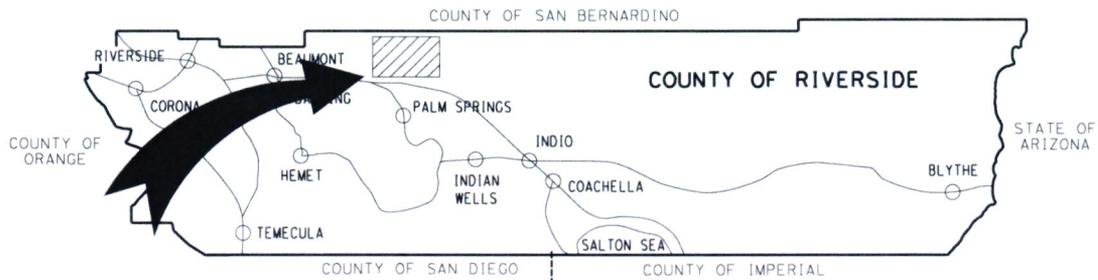 COUNTY OF SAN BERNARDINO
RIVERSIDE
BEAUMONT
COUNTY OF RIVERSIDE
CORONA
PALM SPRINGS
COUNTY OF
ORANGE
STATE OF
ARIZONA
INDIO
HEMET
INDIAN
WELLS
COACHELLA
BLYTHE
TEMECULA
SALTON SEA
COUNTY OF SAN DIEGO
COUNTY OF IMPERIAL